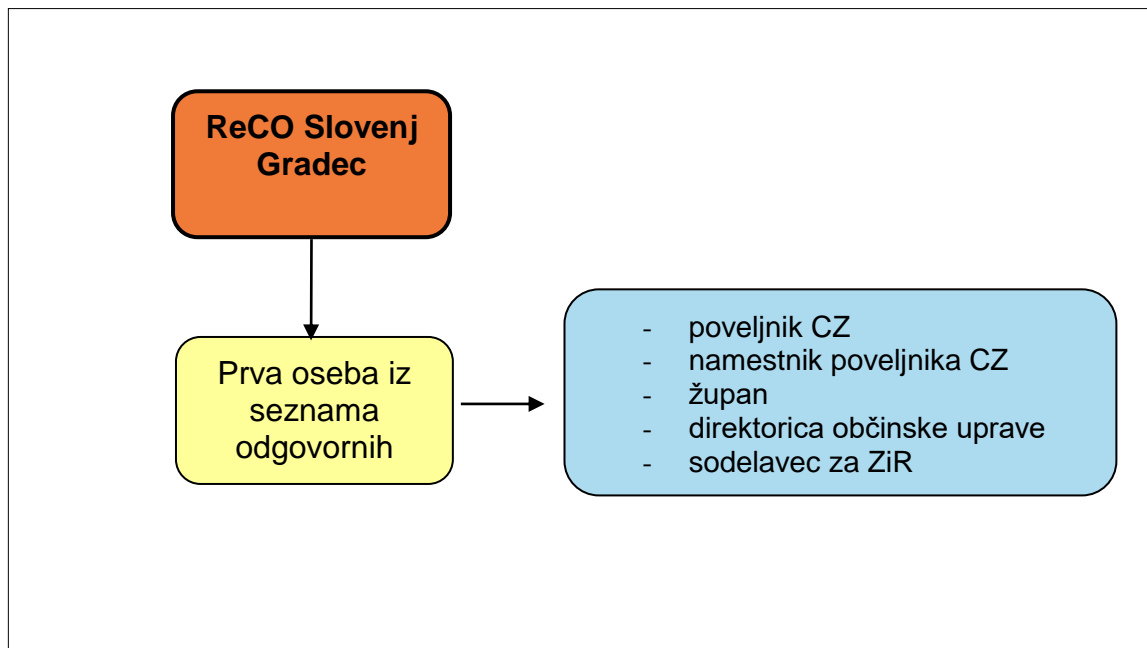 ReCO Slovenj
Gradec
Prva oseba iz
seznama
odgovornih
- poveljnik CZ
- namestnik poveljnika CZ
- župan
- direktorica občinske uprave
- sodelavec za ZiR